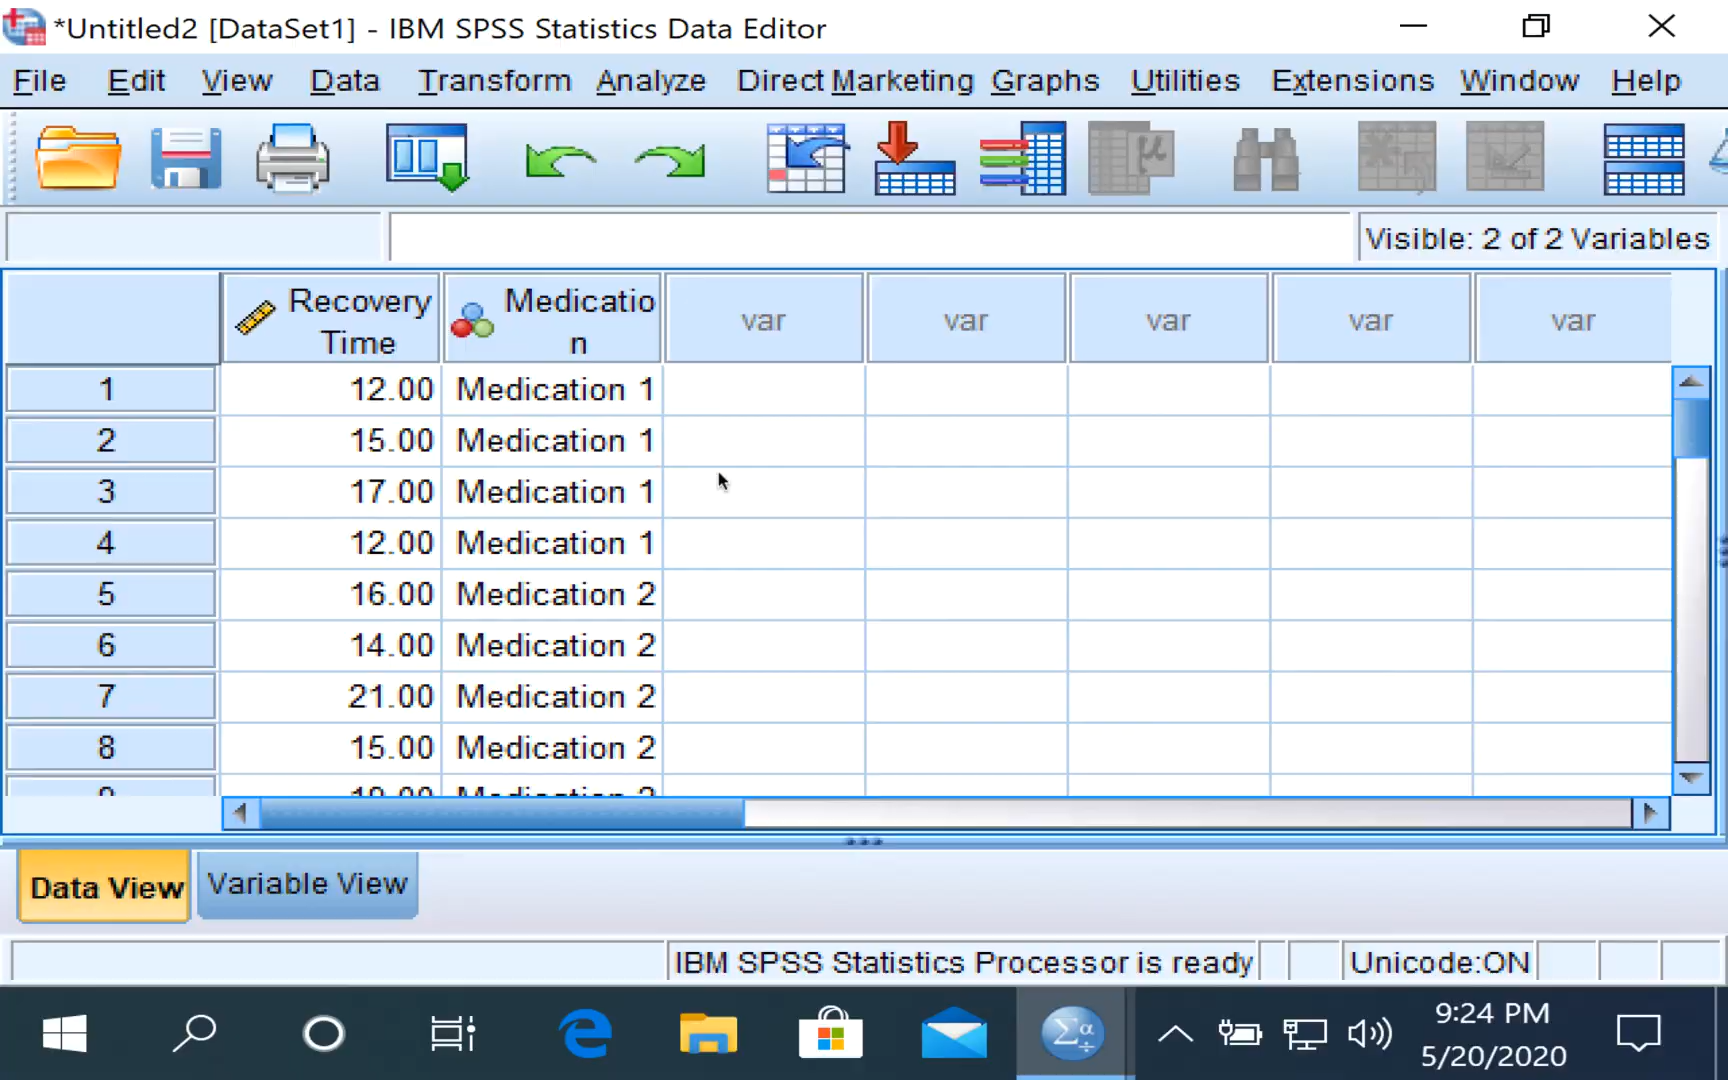 *Untitled2 [DataSet1] - IBM SPSS Statistics Data Editor
File Edit View Data Transform Analyze Direct Marketing Graphs Utilities Extensions Window Help
Visible: 2 of 2 Variables
Recovery Time Medication var var var var var
1 12.00 Medication 1
2 15.00 Medication 1
3 17.00 Medication 1
4 12.00 Medication 1
5 16.00 Medication 2
6 14.00 Medication 2
7 21.00 Medication 2
8 15.00 Medication 2
Data View Variable View
IBM SPSS Statistics Processor is ready Unicode:ON
9:24 PM
5/20/2020